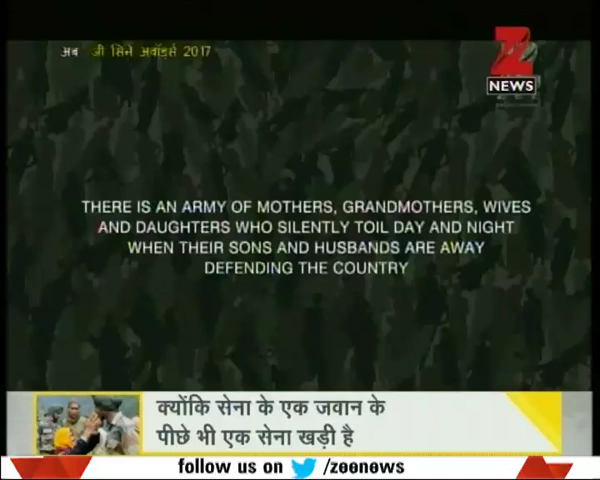 अब जी सिने अवॉर्ड्स 2017
Z
NEWS
THERE IS AN ARMY OF MOTHERS, GRANDMOTHERS, WIVES
AND DAUGHTERS WHO SILENTLY TOIL DAY AND NIGHT
WHEN THEIR SONS AND HUSBANDS ARE AWAY
DEFENDING THE COUNTRY
क्योंकि सेना के एक जवान के
पीछे भी एक सेना खड़ी है
follow us on /zeenews